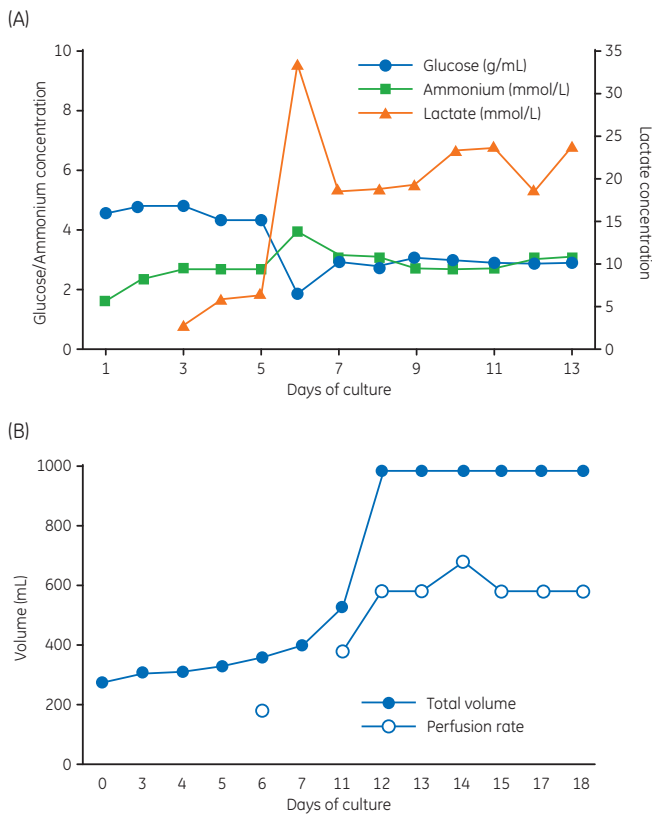 (A)
10
8
6
4
2
0
Glucose/Ammonium concentration
35
30
25
20
15
10
5
0
Lactate concentration
Glucose (g/mL)
Ammonium (mmol/L)
Lactate (mmol/L)
1 3 5 7 9 11 13
Days of culture
(B)
1000
800
600
400
200
0
Volume (mL)
Total volume
Perfusion rate
0 3 4 5 6 7 11 12 13 14 15 17 18
Days of culture